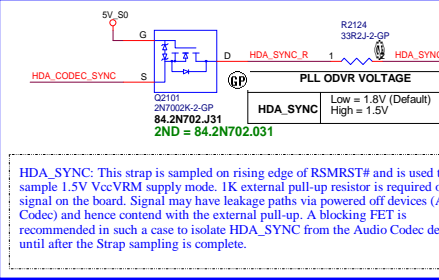 5V_S0
R2124
33R2J-2-GP
G
D
HDA_SYNC_R
1
HDA_SYNC
HDA_CODEC_SYNC
S
GP
PLL ODVR VOLTAGE
Q2101
2N7002K-2-GP
84.2N702.J31
2ND = 84.2N702.031
HDA_SYNC
Low = 1.8V (Default)
High = 1.5V
HDA_SYNC: This strap is sampled on rising edge of RSMRST# and is used
sample 1.5V VccVRM supply mode. 1K external pull-up resistor is required
signal on the board. Signal may have leakage paths via powered off devices (A
Codec) and hence contend with the external pull-up. A blocking FET is
recommended in such a case to isolate HDA_SYNC from the Audio Codec de
until after the Strap sampling is complete.